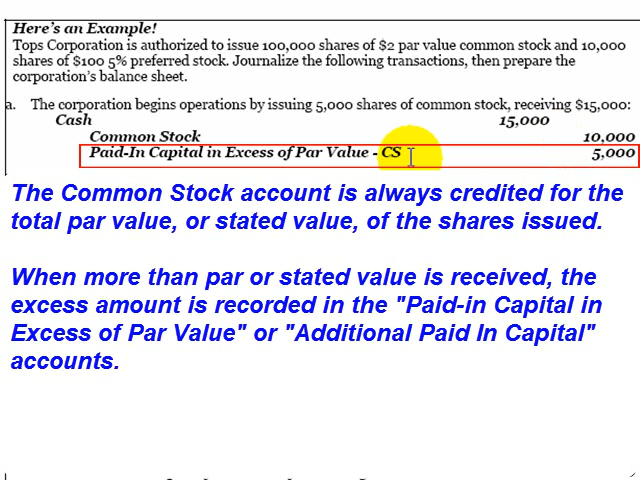 Here's an Example!
Tops Corporation is authorized to issue 100,000 shares of $2 par value common stock and 10,000
shares of $100 5% preferred stock. Journalize the following transactions, then prepare the
corporation's balance sheet.
a. The corporation begins operations by issuing 5,000 shares of common stock, receiving $15,000:
Cash 15,000
Common Stock 10,000
Paid-In Capital in Excess of Par Value - CS 5,000
The Common Stock account is always credited for the
total par value, or stated value, of the shares issued.
When more than par or stated value is received, the
excess amount is recorded in the "Paid-in Capital in
Excess of Par Value" or "Additional Paid In Capital"
accounts.